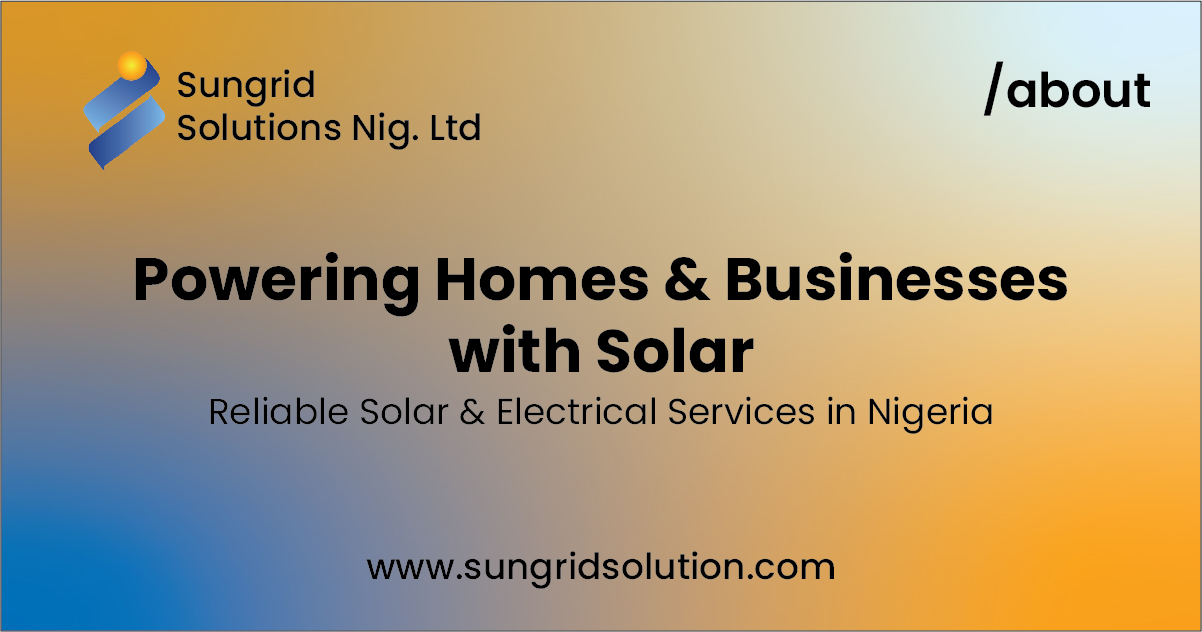 Sungrid
Solutions Nig. Ltd
/about
Powering Homes & Businesses
with Solar
Reliable Solar & Electrical Services in Nigeria
www.sungridsolution.com